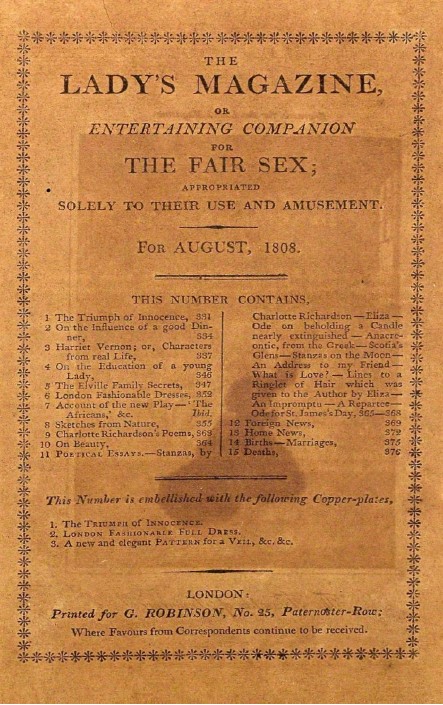 THE
LADY'S MAGAZINE,
OR
ENTERTAINING COMPANION
FOR
THE FAIR SEX;
APPROPRIATED
SOLELY TO THEIR USE AND AMUSEMENT.
FOR AUGUST, 1808.
THIS NUMBER CONTAINS,
1 The Triumph of Innocence, 331
2 On the Influence of a good Din-
ner, 334
3 Harriet Vernon; or, Characters
from real Life, 337
4 On the Education of a young
Lady, 346
5 The Elville Family Secrets, 347
6 London Fashionable Dresses, 352
7 Account of the new Play—'The
Africans,' &c. Ibid.
8 Sketches from Nature, 355
9 Charlotte Richardson's Poems, 363
10 On Beauty, 364
11 POETICAL ESSAYS.—Stanzas, by
Charlotte Richardson—Eliza—
Ode on beholding a Candle
nearly extinguished—Anacre-
ontic, from the Greek—Scotia's
Glens—Stanzas on the Moon—
An Address to my Friend—
What is Love?—Lines to a
Ringlet of Hair which was
given to the Author by Eliza—
An Impromptu—A Repartee—
Ode for St. James's Day, 365—368
12 Foreign News, 369
13 Home News, 372
14 Births—Marriages, 375
15 Deaths, 376
This Number is embellished with the following Copper-plates,
1. The TRIUMPH of INNOCENCE.
2. LONDON FASHIONABLE FULL DRESS.
3. A new and elegant PATTERN for a VEIL, &c. &c.
LONDON:
Printed for G. ROBINSON, No. 25, Paternoster-Row;
Where Favours from Correspondents continue to be received.